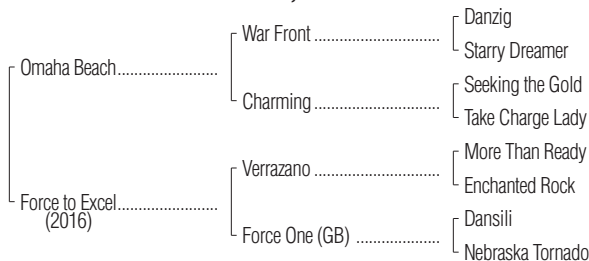 Danzig
War Front
Starry Dreamer
Omaha Beach
Seeking the Gold
Charming
Take Charge Lady
More Than Ready
Verrazano
Enchanted Rock
Force to Excel
(2016)
Dansili
Force One (GB)
Nebraska Tornado